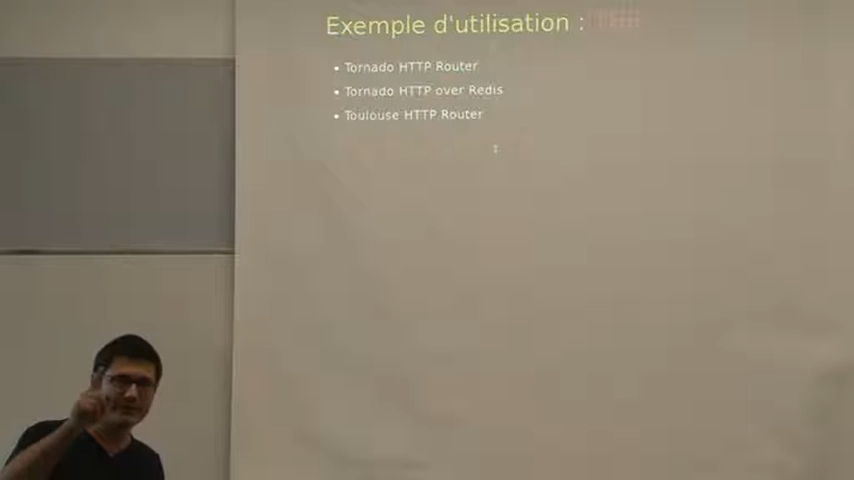 Exemple d'utilisation :
• Tornado HTTP Router
• Tornado HTTP over Redis
• Toulouse HTTP Router